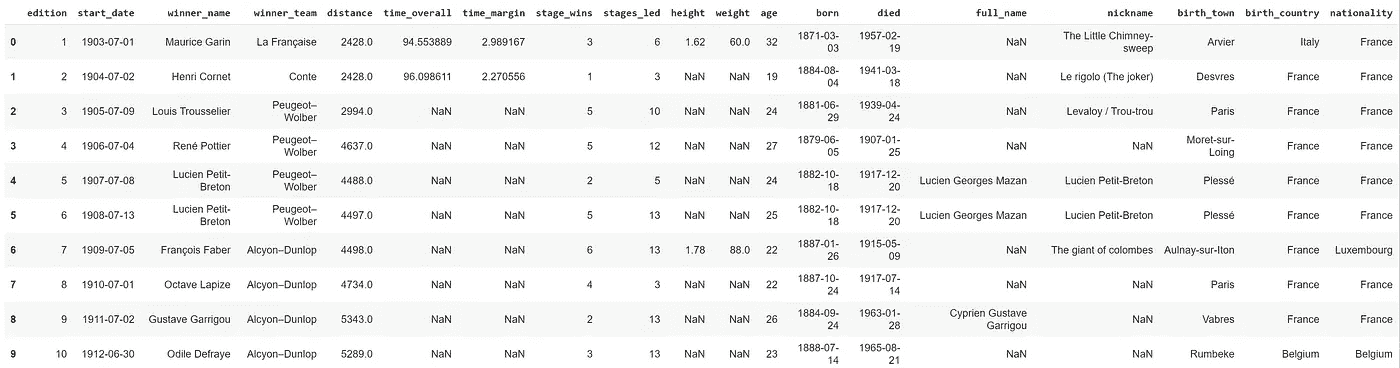 edition start_date winner_name winner_team distance time_overall time_margin stage_wins stages_led height weight age born died full_name nickname birth_town birth_country nationality
0 1 1903-07-01 Maurice Garin La Française 2428.0 94.553889 2.989167 3 6 1.62 60.0 32 1871-03-03 1957-02-19 NaN The Little Chimney-sweep Arvier Italy France
1 2 1904-07-02 Henri Cornet Conte 2428.0 96.098611 2.270556 1 3 NaN NaN 19 1884-08-04 1941-03-18 NaN Le rigolo (The joker) Desvres France France
2 3 1905-07-09 Louis Trousselier Peugeot–Wolber 2994.0 NaN NaN 5 10 NaN NaN 24 1881-06-29 1939-04-24 NaN Levaloy / Trou-trou Paris France France
3 4 1906-07-04 René Pottier Peugeot–Wolber 4637.0 NaN NaN 5 12 NaN NaN 27 1879-06-05 1907-01-25 NaN NaN Moret-sur-Loing France France
4 5 1907-07-08 Lucien Petit-Breton Peugeot–Wolber 4488.0 NaN NaN 2 5 NaN NaN 24 1882-10-18 1917-12-20 Lucien Georges Mazan Lucien Petit-Breton Plessé France France
5 6 1908-07-13 Lucien Petit-Breton Peugeot–Wolber 4497.0 NaN NaN 5 13 NaN NaN 25 1882-10-18 1917-12-20 Lucien Georges Mazan Lucien Petit-Breton Plessé France France
6 7 1909-07-05 François Faber Alcyon–Dunlop 4498.0 NaN NaN 6 13 1.78 88.0 22 1887-01-26 1915-05-09 NaN The giant of colombes Aulnay-sur-Iton France Luxembourg
7 8 1910-07-01 Octave Lapize Alcyon–Dunlop 4734.0 NaN NaN 4 3 NaN NaN 22 1887-10-24 1917-07-14 NaN NaN Paris France France
8 9 1911-07-02 Gustave Garrigou Alcyon–Dunlop 5343.0 NaN NaN 2 13 NaN NaN 26 1884-09-24 1963-01-28 Cyprien Gustave Garrigou NaN Vabres France France
9 10 1912-06-30 Odile Defraye Alcyon–Dunlop 5289.0 NaN NaN 3 13 NaN NaN 23 1888-07-14 1965-08-21 NaN NaN Rumbeke Belgium Belgium